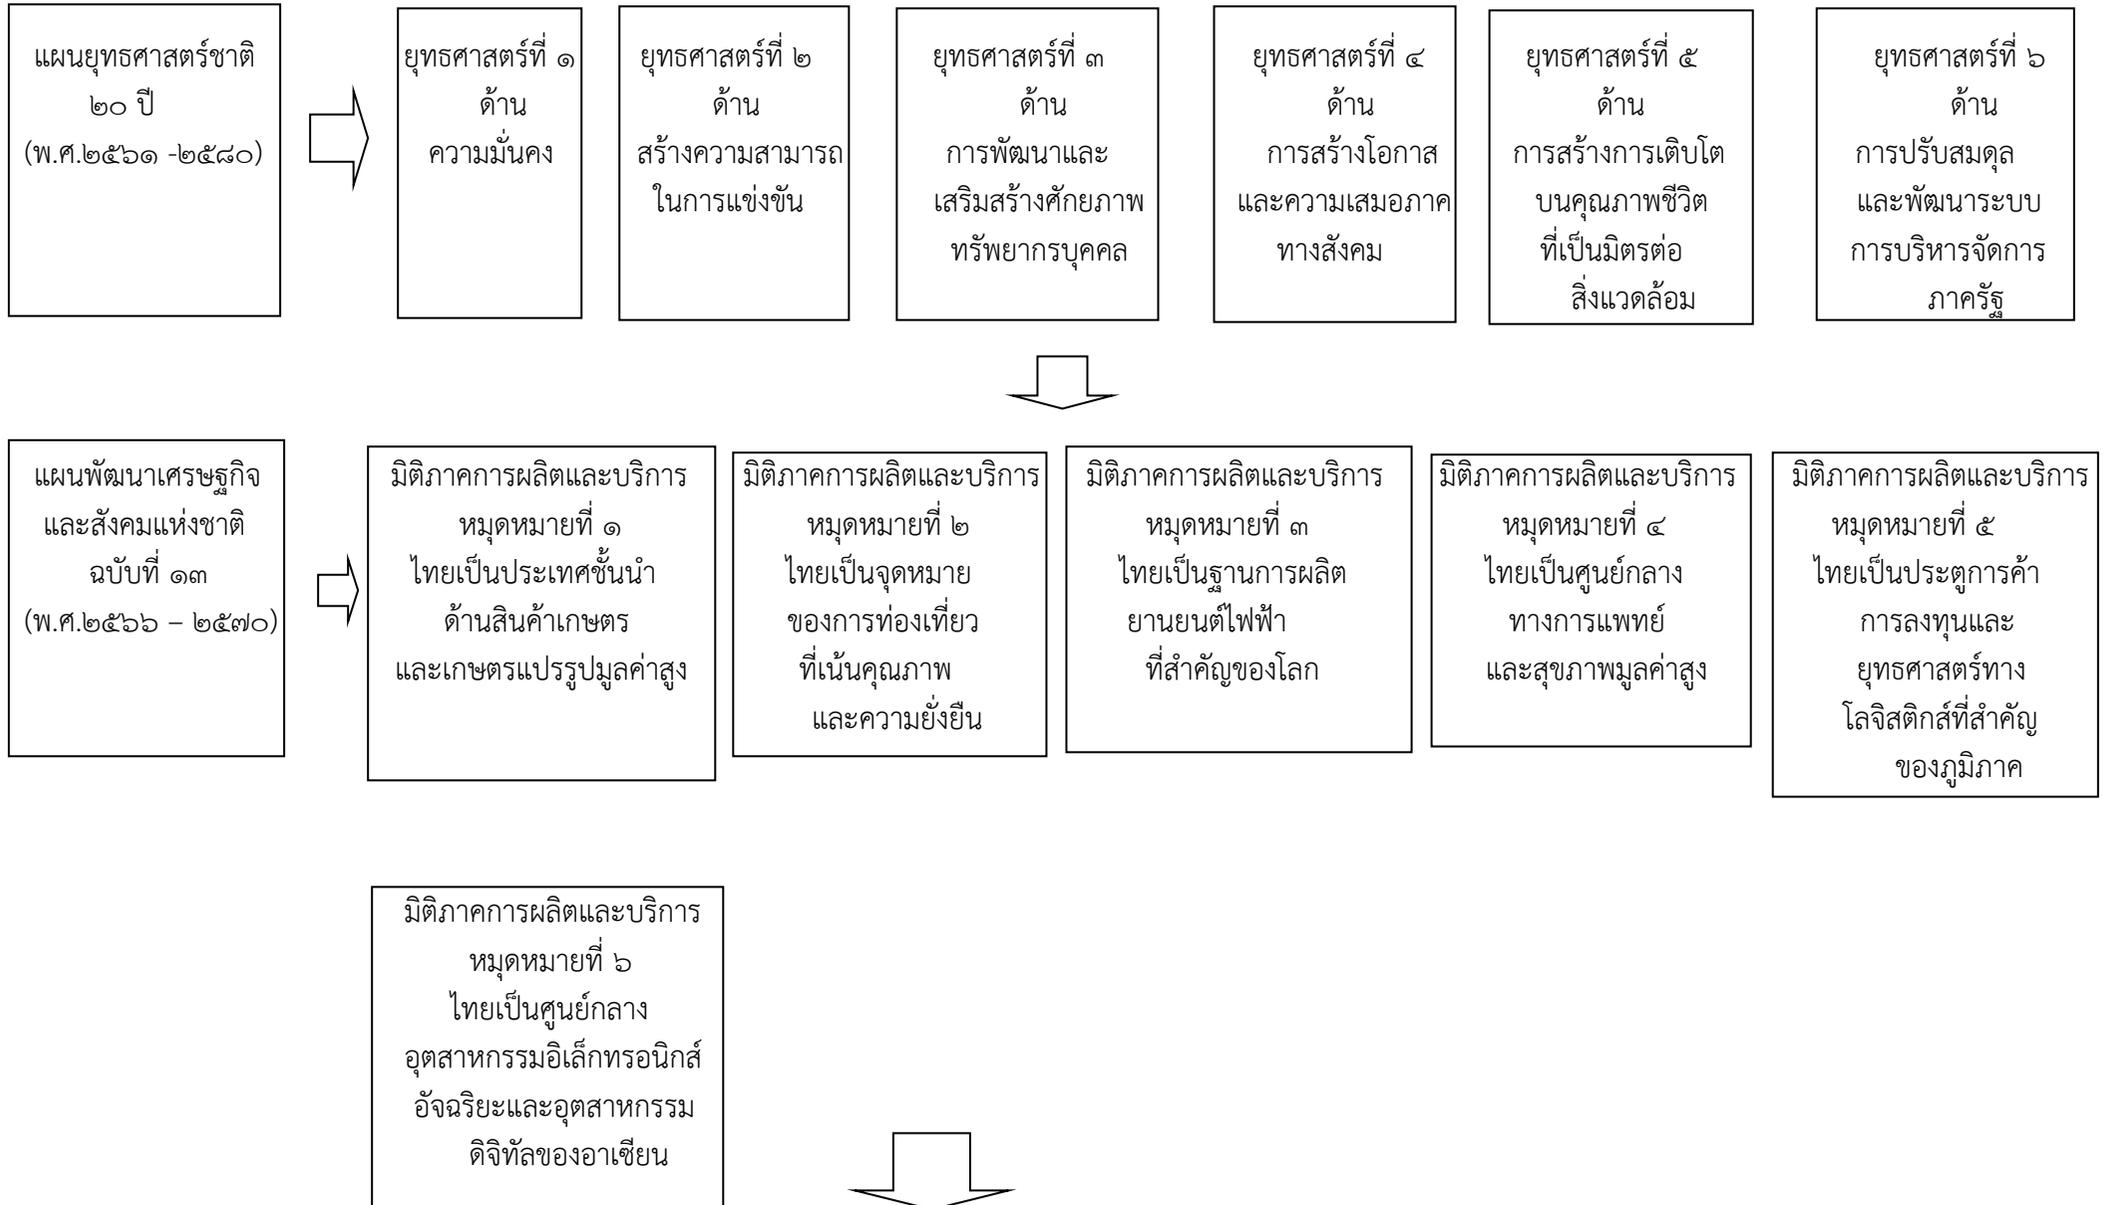 แผนยุทธศาสตร์ชาติ
๒๐ ปี
(พ.ศ.๒๕๖๑ -๒๕๘๐)
ยุทธศาสตร์ที่ ๑
ด้าน
ความมั่นคง
ยุทธศาสตร์ที่ ๒
ด้าน
สร้างความสามารถ
ในการแข่งขัน
ยุทธศาสตร์ที่ ๓
ด้าน
การพัฒนาและ
เสริมสร้างศักยภาพ
ทรัพยากรบุคคล
ยุทธศาสตร์ที่ ๔
ด้าน
การสร้างโอกาส
และความเสมอภาค
ทางสังคม
ยุทธศาสตร์ที่ ๕
ด้าน
การสร้างการเติบโต
บนคุณภาพชีวิต
ที่เป็นมิตรต่อ
สิ่งแวดล้อม
ยุทธศาสตร์ที่ ๖
ด้าน
การปรับสมดุล
และพัฒนาระบบ
การบริหารจัดการ
ภาครัฐ
แผนพัฒนาเศรษฐกิจ
และสังคมแห่งชาติ
ฉบับที่ ๑๓
(พ.ศ.๒๕๖๖ – ๒๕๗๐)
มิติภาคการผลิตและบริการ
หมุดหมายที่ ๑
ไทยเป็นประเทศชั้นนำ
ด้านสินค้าเกษตร
และเกษตรแปรรูปมูลค่าสูง
มิติภาคการผลิตและบริการ
หมุดหมายที่ ๒
ไทยเป็นจุดหมาย
ของการท่องเที่ยว
ที่เน้นคุณภาพ
และความยั่งยืน
มิติภาคการผลิตและบริการ
หมุดหมายที่ ๓
ไทยเป็นฐานการผลิต
ยานยนต์ไฟฟ้า
ที่สำคัญของโลก
มิติภาคการผลิตและบริการ
หมุดหมายที่ ๔
ไทยเป็นศูนย์กลาง
ทางการแพทย์
และสุขภาพมูลค่าสูง
มิติภาคการผลิตและบริการ
หมุดหมายที่ ๕
ไทยเป็นประตูการค้า
การลงทุนและ
ยุทธศาสตร์ทาง
โลจิสติกส์ที่สำคัญ
ของภูมิภาค
มิติภาคการผลิตและบริการ
หมุดหมายที่ ๖
ไทยเป็นศูนย์กลาง
อุตสาหกรรมอิเล็กทรอนิกส์
อัจฉริยะและอุตสาหกรรม
ดิจิทัลของอาเซียน